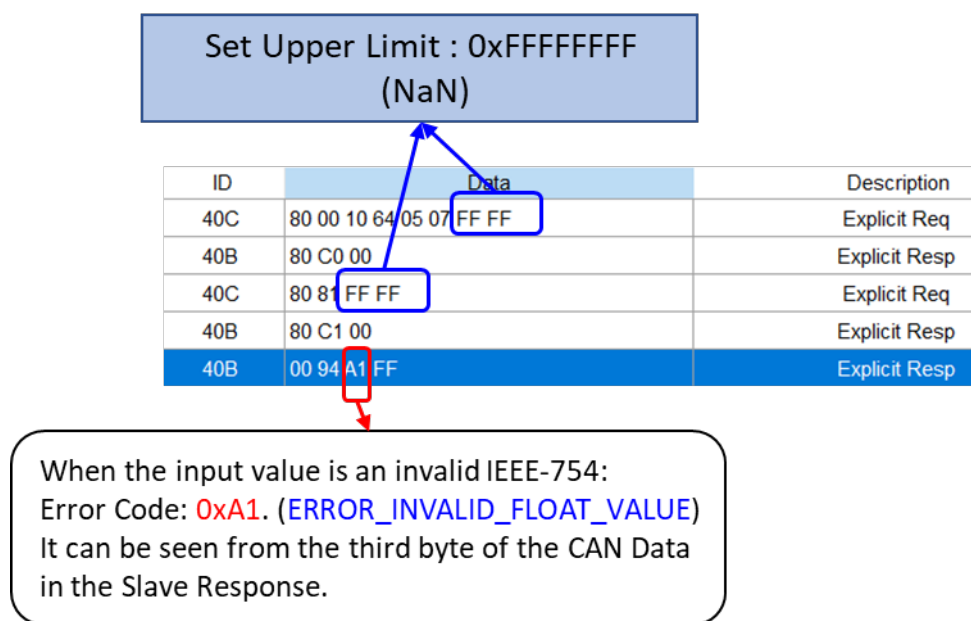 Set Upper Limit : 0xFFFFFFFF
(NaN)
ID Data Description
40C 80 00 10 64 05 07 FF FF Explicit Req
40B 80 C0 00 Explicit Resp
40C 80 81 FF FF Explicit Req
40B 80 C1 00 Explicit Resp
40B 00 94 A1 FF Explicit Resp
When the input value is an invalid IEEE-754:
Error Code: 0xA1. (ERROR_INVALID_FLOAT_VALUE)
It can be seen from the third byte of the CAN Data
in the Slave Response.